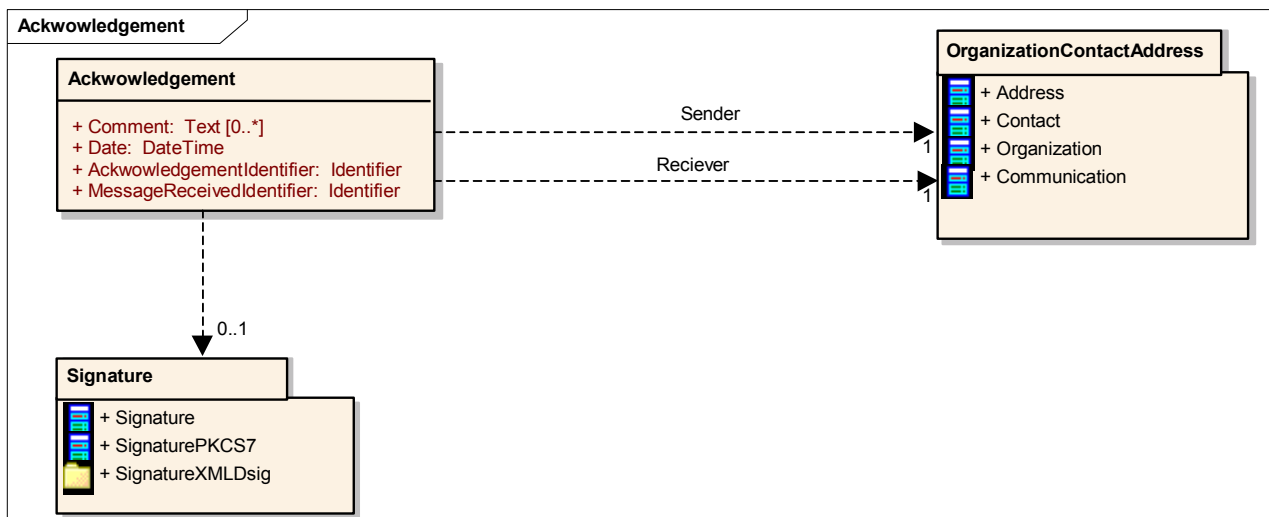 Ackwowledgement
Ackwowledgement
+ Comment: Text [0..*]
+ Date: DateTime
+ AckwowledgementIdentifier: Identifier
+ MessageReceivedIdentifier: Identifier
Sender
1
Reciever
1
OrganizationContactAddress
+ Address
+ Contact
+ Organization
+ Communication
0..1
Signature
+ Signature
+ SignaturePKCS7
+ SignatureXMLDsig